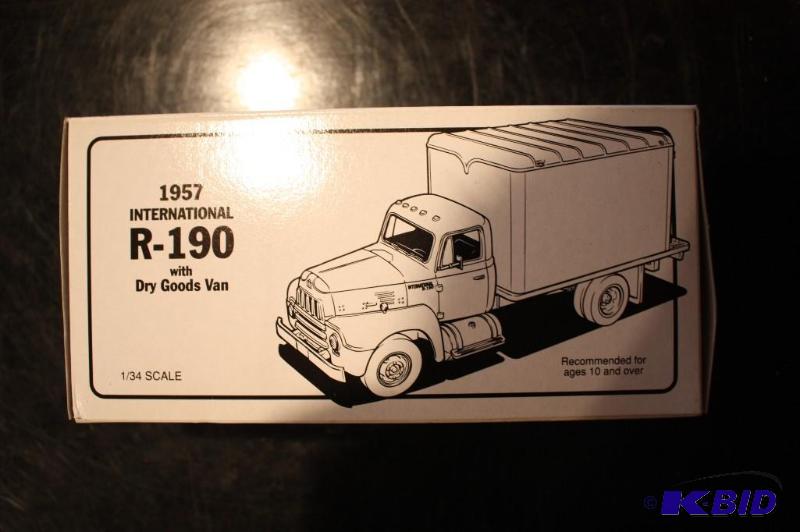 1957
INTERNATIONAL
R-190
with
Dry Goods Van
1/34 SCALE
Recommended for
ages 10 and over
© K-BID